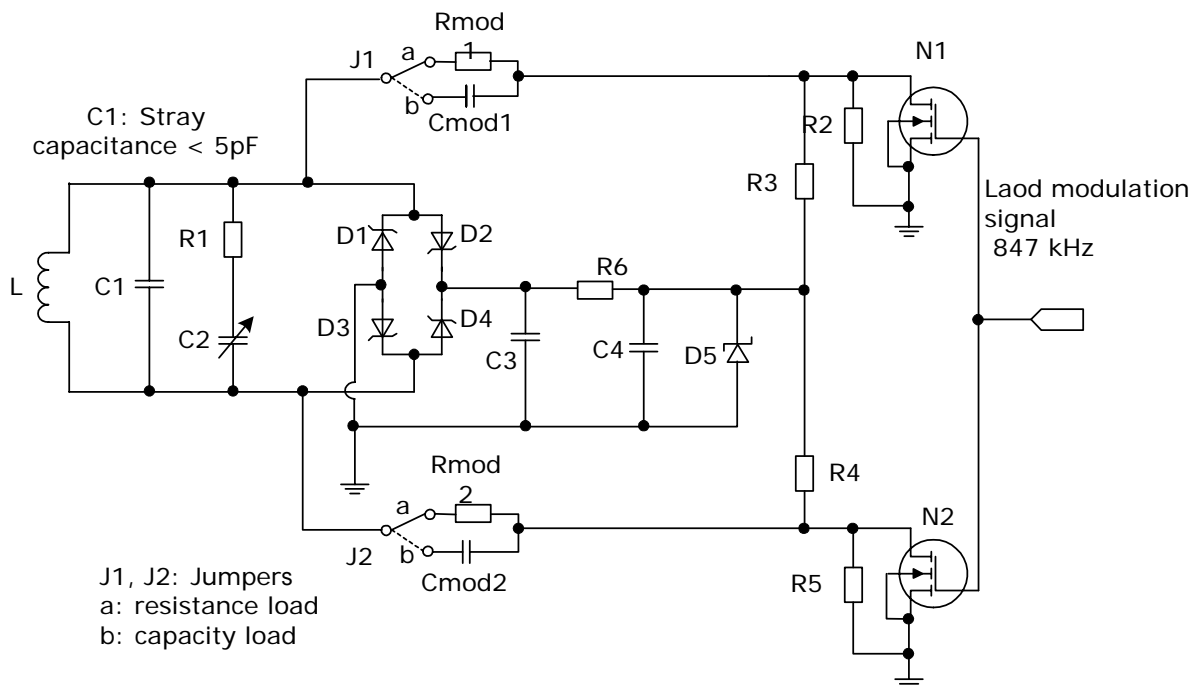 Rmod
1
J1
a
b
Cmod1
N1
C1: Stray
capacitance < 5pF
R2
R3
Laod modulation
signal
847 kHz
R1
D1
D2
L
C1
R6
C2
D3
D4
C3
C4
D5
Rmod
2
R4
a
J2
b
Cmod2
N2
R5
J1, J2: Jumpers
a: resistance load
b: capacity load